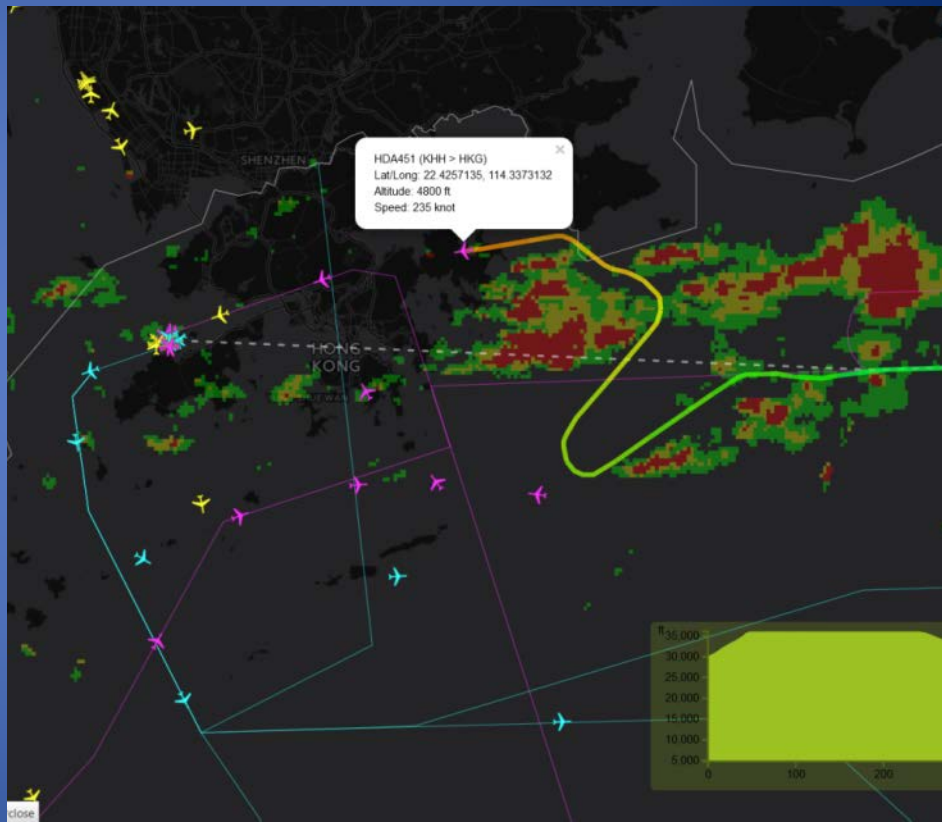 SHENZHEN
HDA451 (KHH > HKG)
Lat/Long: 22.4257135, 114.3373132
Altitude: 4800 ft
Speed: 235 knot
×
HONG
KONG
ft
35,000
30,000
25,000
20,000
15,000
10,000
5,000
0
100
200
close